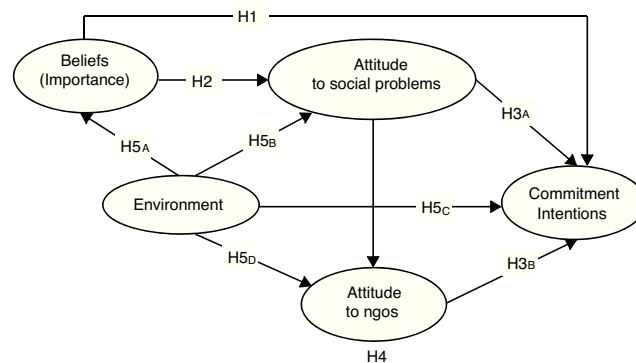 H1
Beliefs
(Importance)
H2
Attitude
to social problems
H3A
H5A
H5B
Environment
H5C
Commitment
Intentions
H5D
H3B
Attitude
to ngos
H4